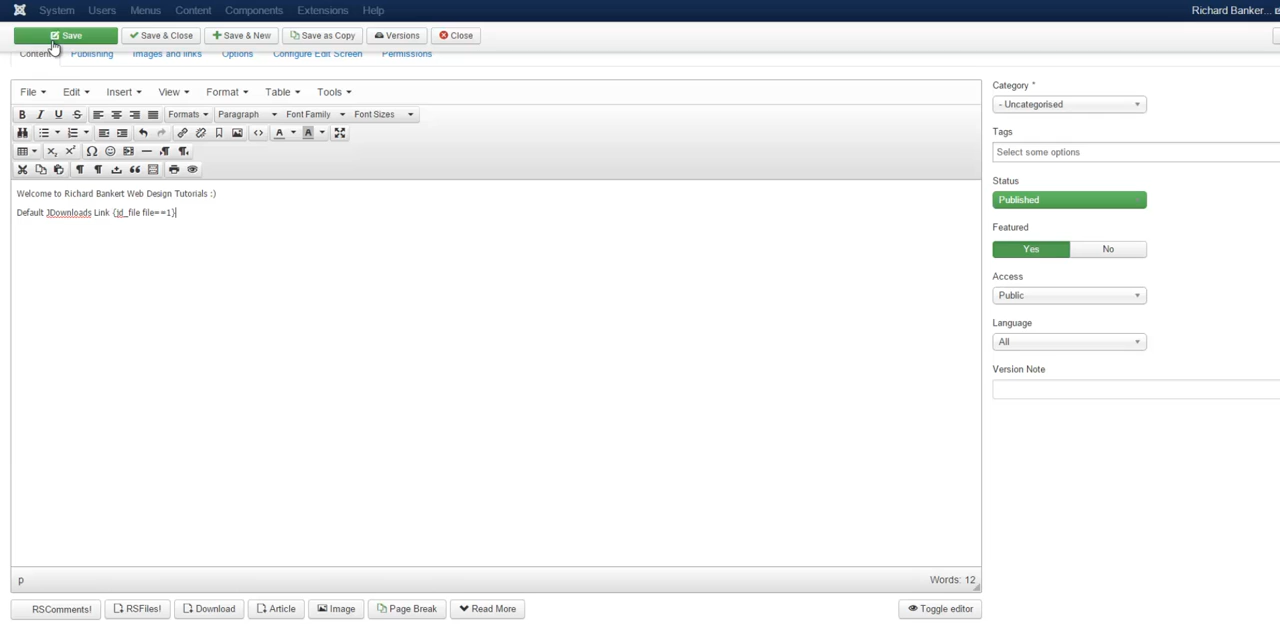 System Users Menus Content Components Extensions Help Richard Banker...
Save Save & Close Save & New Save as Copy Versions Close
Content Publishing Images and links Options Configure Edit Screen Permissions
File Edit Insert View Format Table Tools
B I U S Formats Paragraph Font Family Font Sizes
A A
Welcome to Richard Bankert Web Design Tutorials :)
Default JDownloads Link {jd_file file==1}
p Words: 12
RSComments! RSFiles! Download Article Image Page Break Read More Toggle editor
Category *
- Uncategorised
Tags
Select some options
Status
Published
Featured
Yes No
Access
Public
Language
All
Version Note